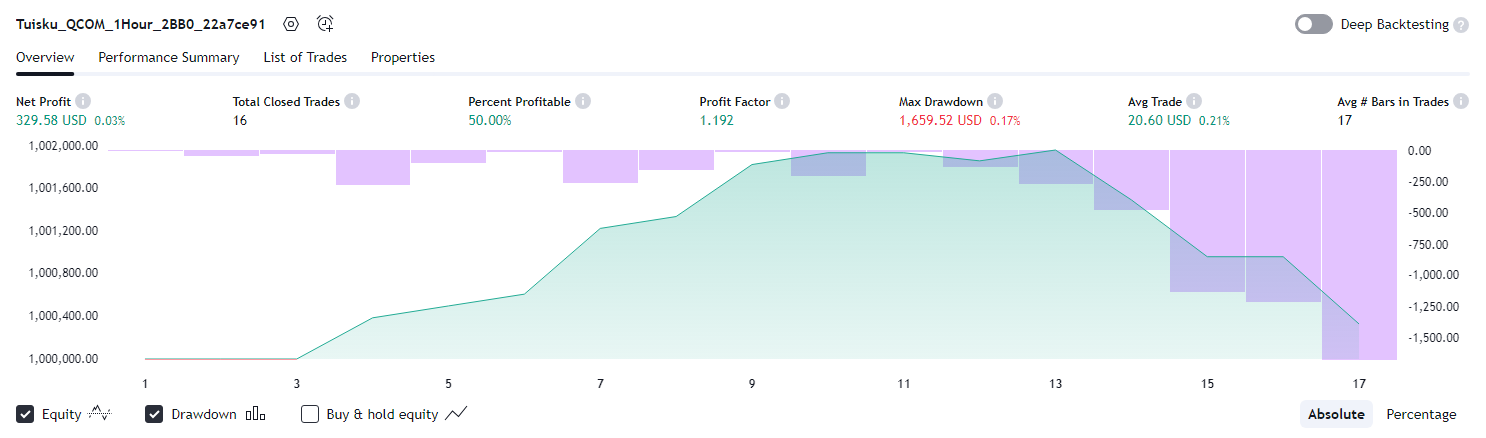 Tuisku_QCOM_1Hour_2BB0_22a7ce91 Deep Backtesting ?
Overview Performance Summary List of Trades Properties
Net Profit Total Closed Trades Percent Profitable Profit Factor Max Drawdown Avg Trade Avg # Bars in Trades
329.58 USD 0.03% 16 50.00% 1.192 1,659.52 USD 0.17% 20.60 USD 0.21% 17
1,002,000.00 0.00
1,001,600.00 -250.00
1,001,200.00 -500.00
-750.00
1,000,800.00 -1,000.00
1,000,400.00 -1,250.00
-1,500.00
1,000,000.00
1 3 5 7 9 11 13 15 17
Equity Drawdown Buy & hold equity Absolute Percentage